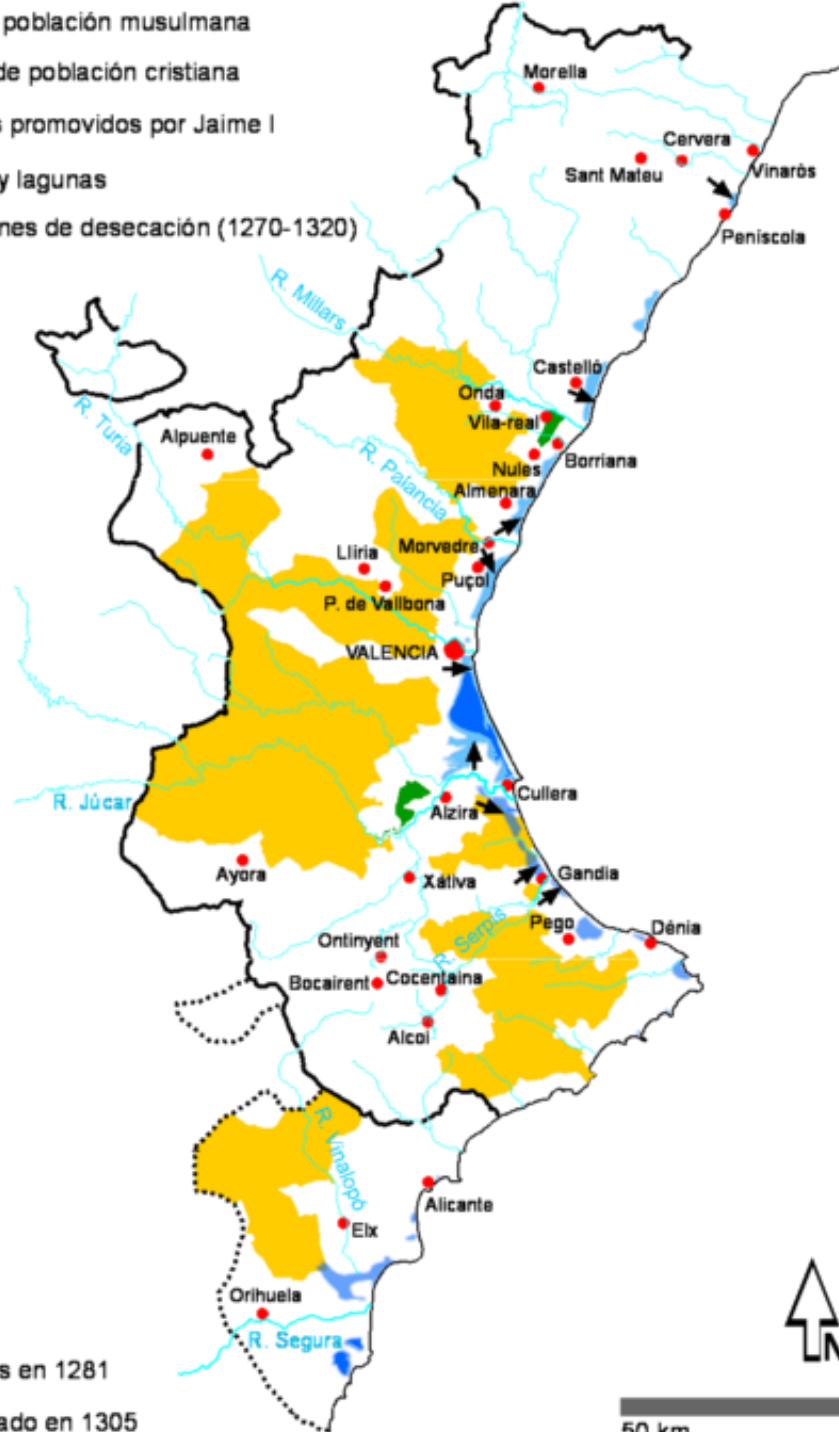 población musulmana
de población cristiana
s promovidos por Jaime I
y lagunas
nes de desecación (1270-1320)
Morella
Cervera
Sant Mateu
Vinaròs
Peníscola
R. Millars
Castelló
Onda
Vila-real
R. Turia
Alpuente
Borriana
R. Palancia
Nules
Almenara
Morvedre
Llíria
Puçol
P. de Vallbona
VALENCIA
R. Júcar
Cullera
Alzira
Ayora
Xátiva
Gandia
Pego
R. Serpis
Dénia
Ontinyent
Bocairent
Cocentaina
Alcoi
R. Vinalopó
Alicante
Elx
Orihuela
R. Segura
N
s en 1281
ado en 1305
50 km